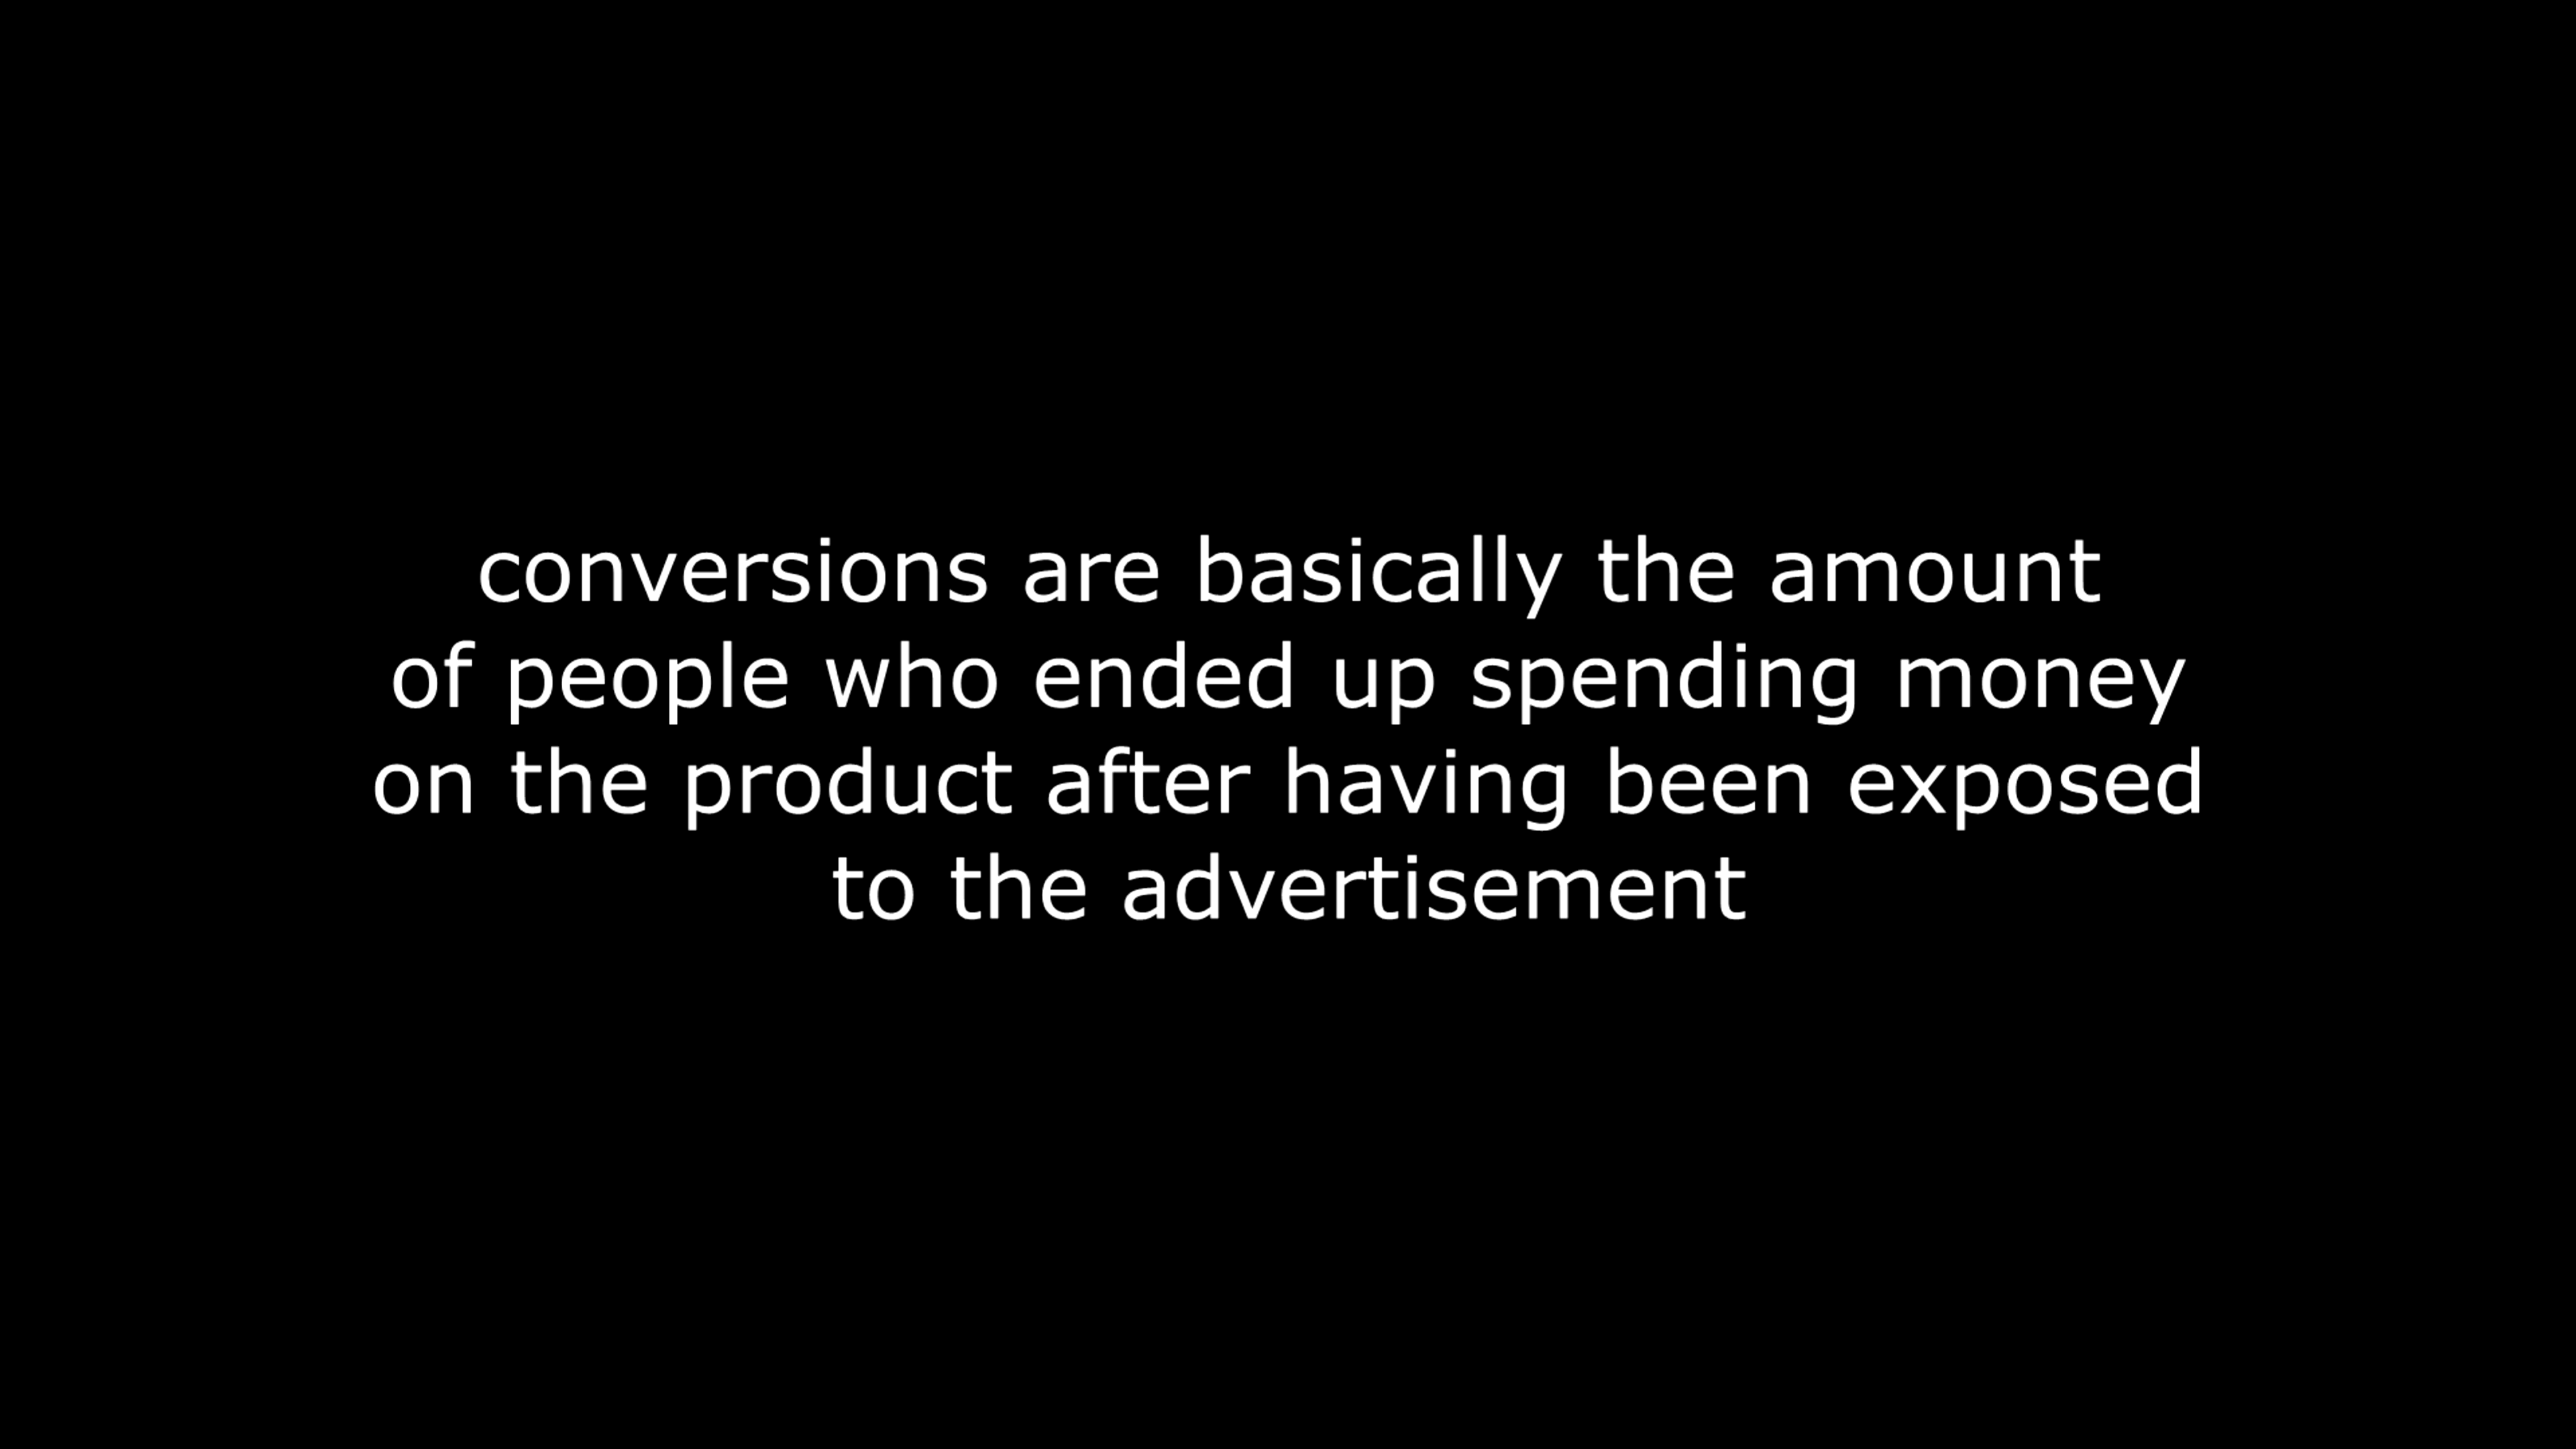 conversions are basically the amount
of people who ended up spending money
on the product after having been exposed
to the advertisement